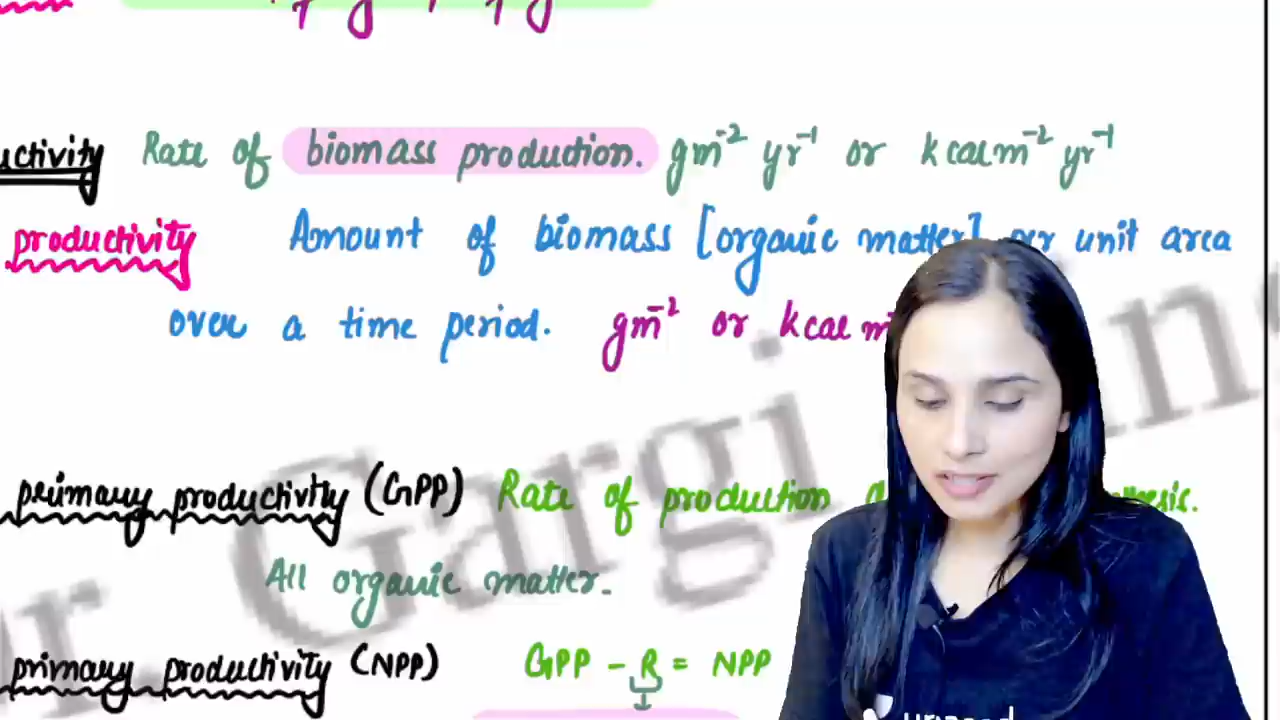 Rate of biomass production. gm⁻² yr⁻¹ or kcal m⁻² yr⁻¹
productivity Amount of biomass [organic matter] per unit area
over a time period. gm⁻² or kcal
primary productivity (GPP) Rate of production
All organic matter.
primary productivity (NPP) GPP - R = NPP
Gargi